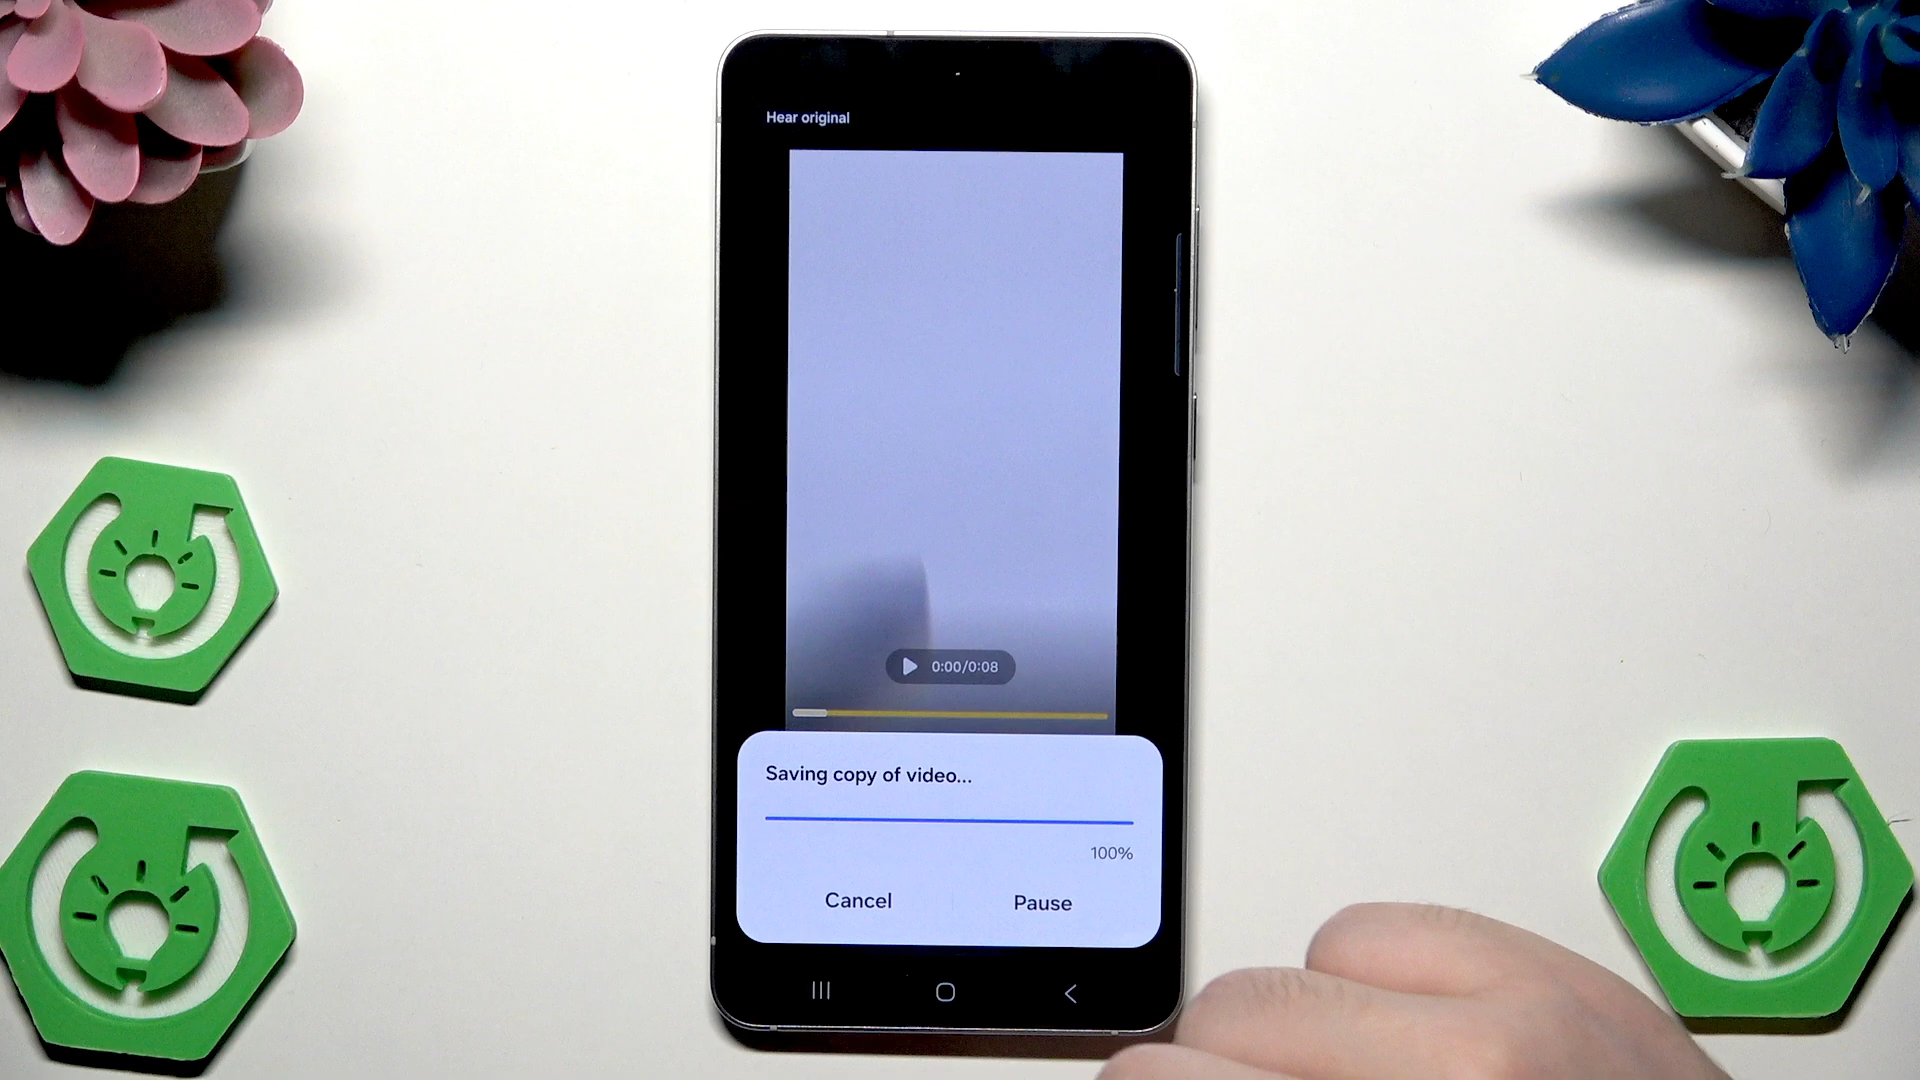 Hear original
0:00/0:08
Saving copy of video...
100%
Cancel
Pause